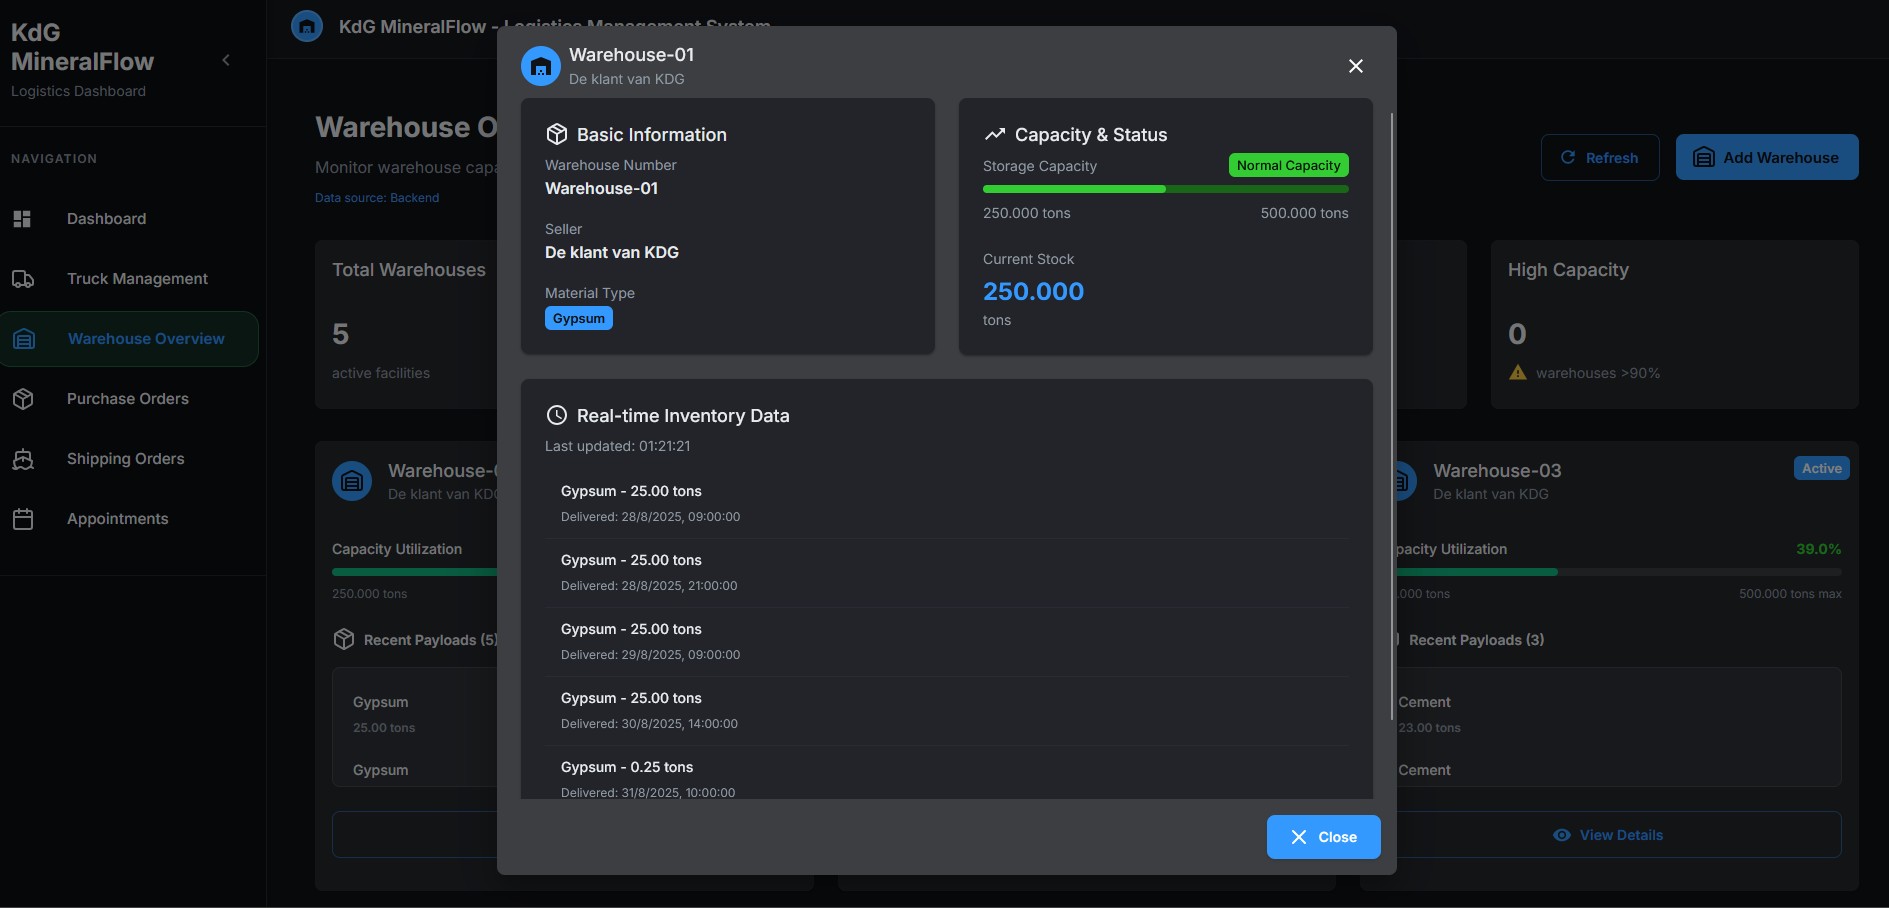 KdG
MineralFlow
Logistics Dashboard
NAVIGATION
Dashboard
Truck Management
Warehouse Overview
Purchase Orders
Shipping Orders
Appointments
KdG MineralFlow - Logistics Management System
Warehouse O
Monitor warehouse capa
Data source: Backend
Refresh
Add Warehouse
Total Warehouses
5
active facilities
High Capacity
0
warehouses >90%
Warehouse-0
De klant van KDG
Capacity Utilization
250.000 tons
Recent Payloads (5)
Gypsum
25.00 tons
Gypsum
Warehouse-01
De klant van KDG
Basic Information
Warehouse Number
Warehouse-01
Seller
De klant van KDG
Material Type
Gypsum
Capacity & Status
Storage Capacity
Normal Capacity
250.000 tons 500.000 tons
Current Stock
250.000
tons
Real-time Inventory Data
Last updated: 01:21:21
Gypsum - 25.00 tons
Delivered: 28/8/2025, 09:00:00
Gypsum - 25.00 tons
Delivered: 28/8/2025, 21:00:00
Gypsum - 25.00 tons
Delivered: 29/8/2025, 09:00:00
Gypsum - 25.00 tons
Delivered: 30/8/2025, 14:00:00
Gypsum - 0.25 tons
Delivered: 31/8/2025, 10:00:00
Close
Warehouse-03
De klant van KDG
Active
pacity Utilization 39.0%
.000 tons 500.000 tons max
Recent Payloads (3)
Cement
23.00 tons
Cement
View Details